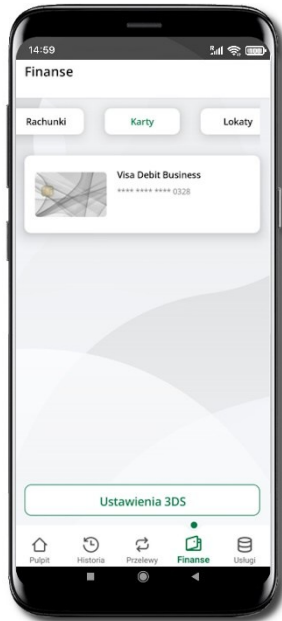 14:59
Finanse
Rachunki Karty Lokaty
Visa Debit Business
**** **** **** 0328
Ustawienia 3DS
Pulpit Historia Przelewy Finanse Usługi